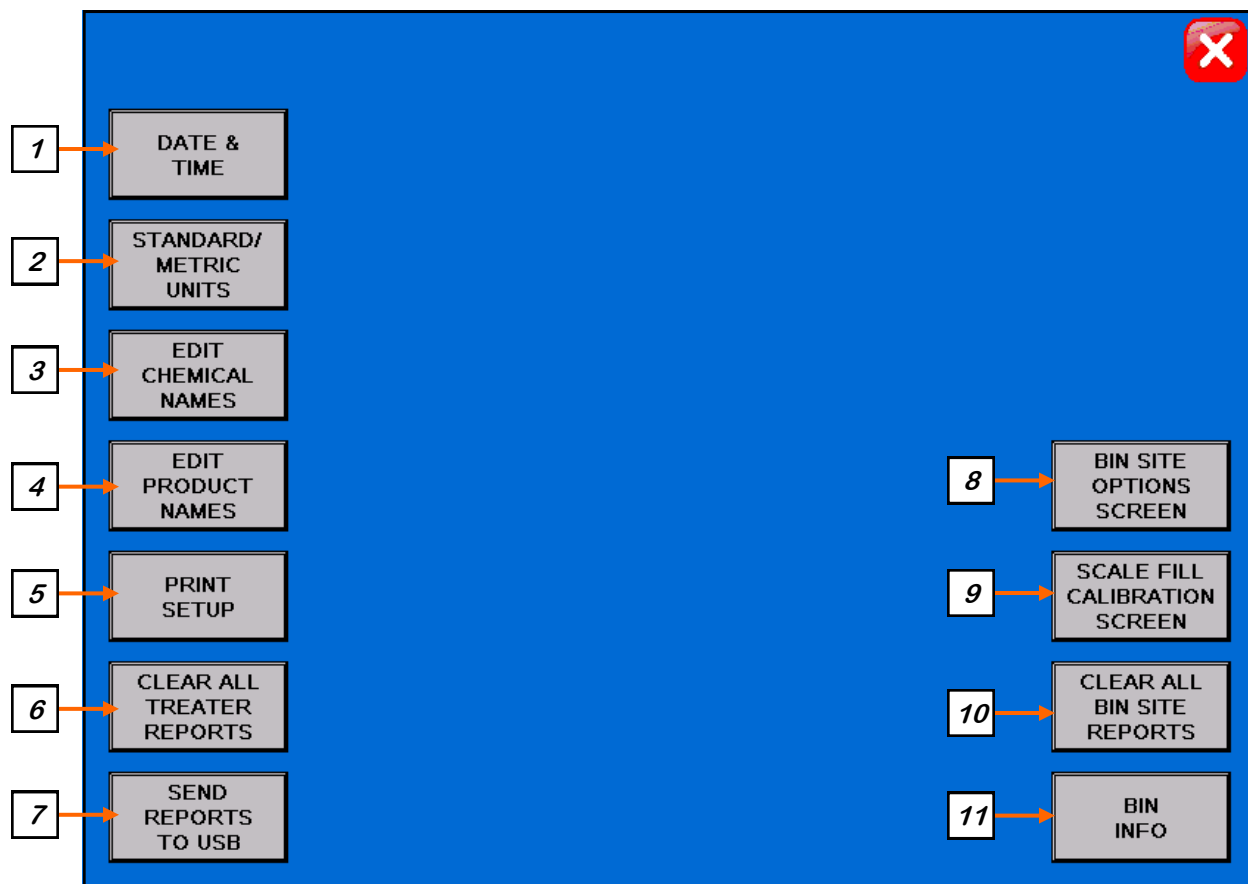 1
DATE &
TIME
2
STANDARD/
METRIC
UNITS
3
EDIT
CHEMICAL
NAMES
4
EDIT
PRODUCT
NAMES
5
PRINT
SETUP
6
CLEAR ALL
TREATER
REPORTS
7
SEND
REPORTS
TO USB
8
BIN SITE
OPTIONS
SCREEN
9
SCALE FILL
CALIBRATION
SCREEN
10
CLEAR ALL
BIN SITE
REPORTS
11
BIN
INFO